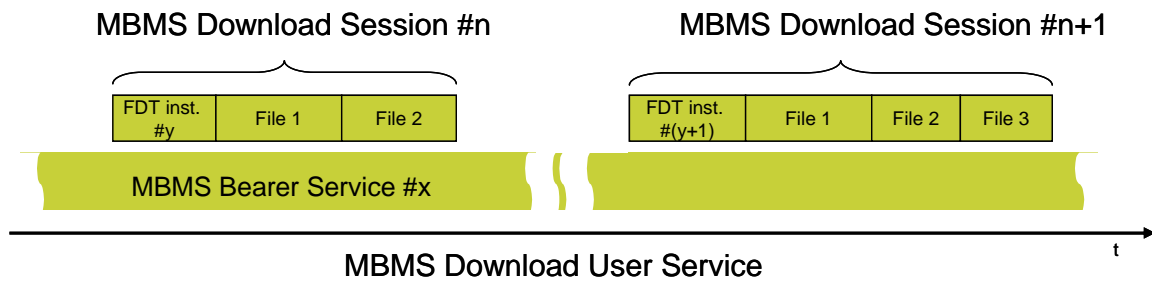 MBMS Download Session #n
MBMS Download Session #n+1
FDT inst.
#y
File 1
File 2
FDT inst.
#(y+1)
File 1
File 2
File 3
MBMS Bearer Service #x
t
MBMS Download User Service